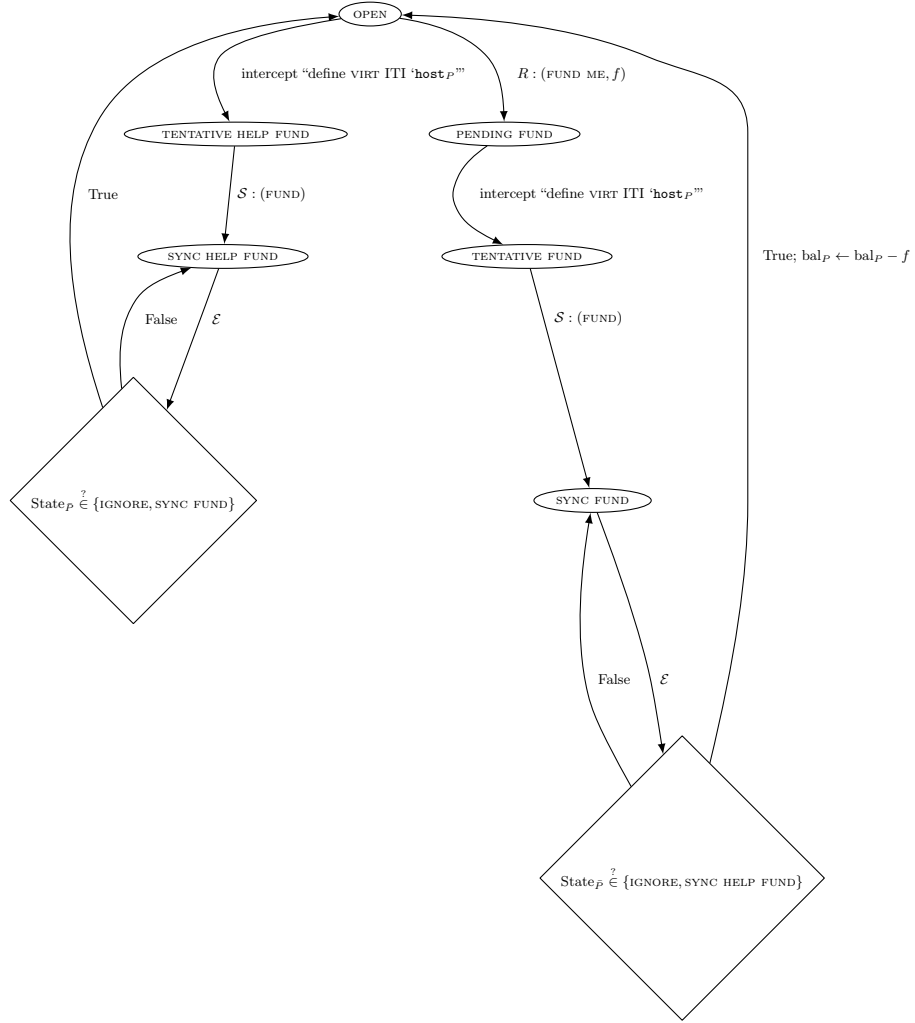 OPEN
intercept “define VIRT ITI ‘host_P’”
R : (FUND ME, f)
TENTATIVE HELP FUND
PENDING FUND
True
S : (FUND)
intercept “define VIRT ITI ‘host_P’”
SYNC HELP FUND
TENTATIVE FUND
True; bal_P ← bal_P − f
False
ℰ
S : (FUND)
State_P̄ ∈? {IGNORE, SYNC FUND}
SYNC FUND
False
ℰ
State_P̄ ∈? {IGNORE, SYNC HELP FUND}